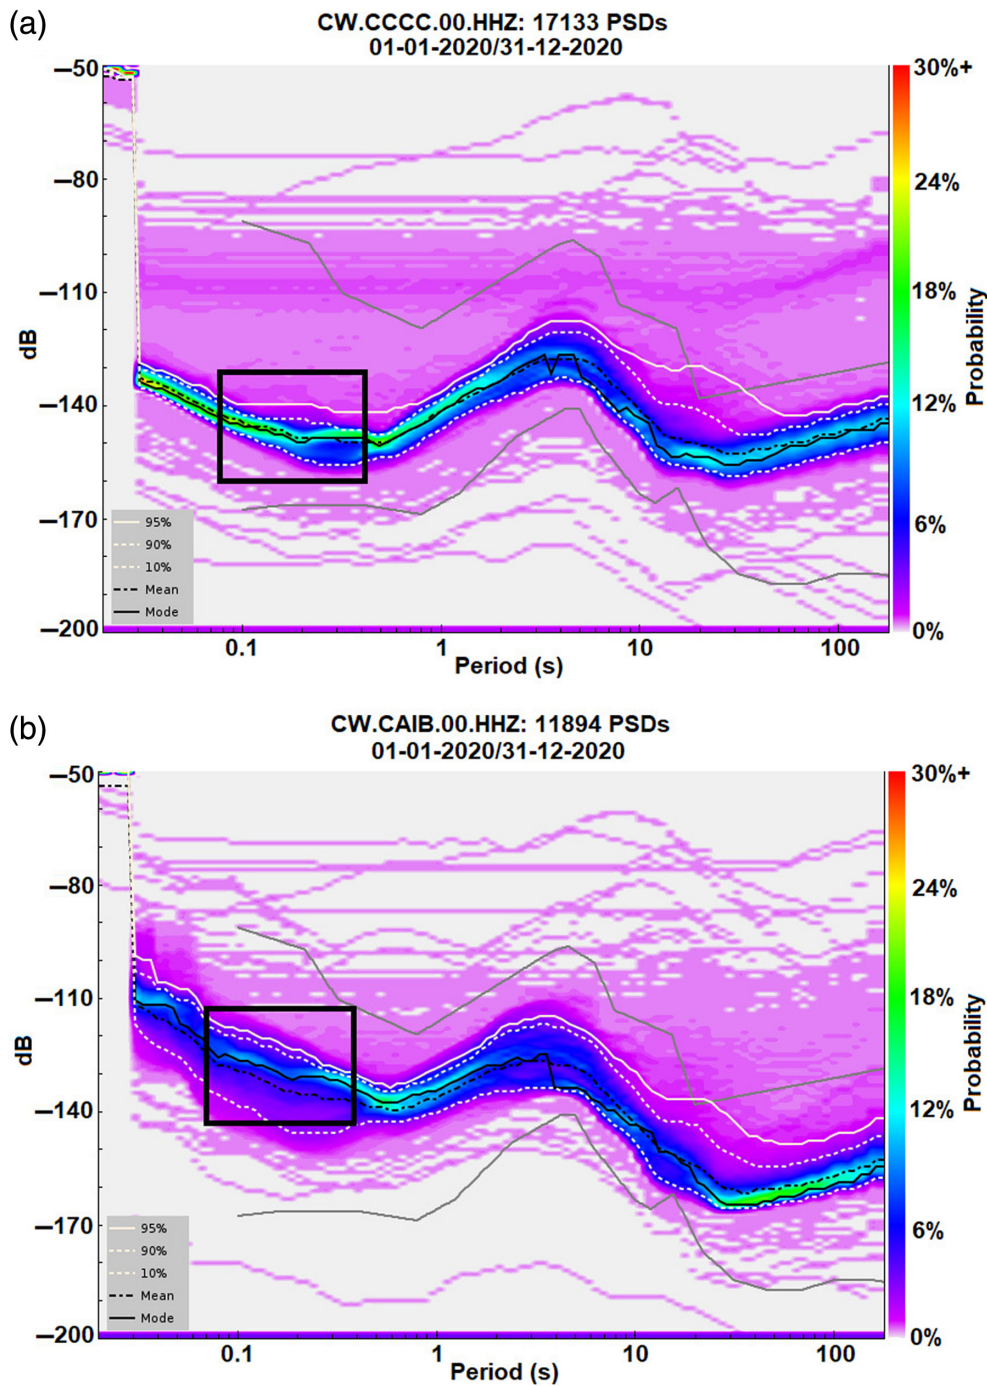 (a)
CW.CCCC.00.HHZ: 17133 PSDs
01-01-2020/31-12-2020
–50
–80
–110
–140
–170
–200
dB
95%
90%
10%
Mean
Mode
0.1
1
10
100
Period (s)
30%+
24%
18%
12%
6%
0%
Probability
(b)
CW.CAIB.00.HHZ: 11894 PSDs
01-01-2020/31-12-2020
–50
–80
–110
–140
–170
–200
dB
95%
90%
10%
Mean
Mode
0.1
1
10
100
Period (s)
30%+
24%
18%
12%
6%
0%
Probability